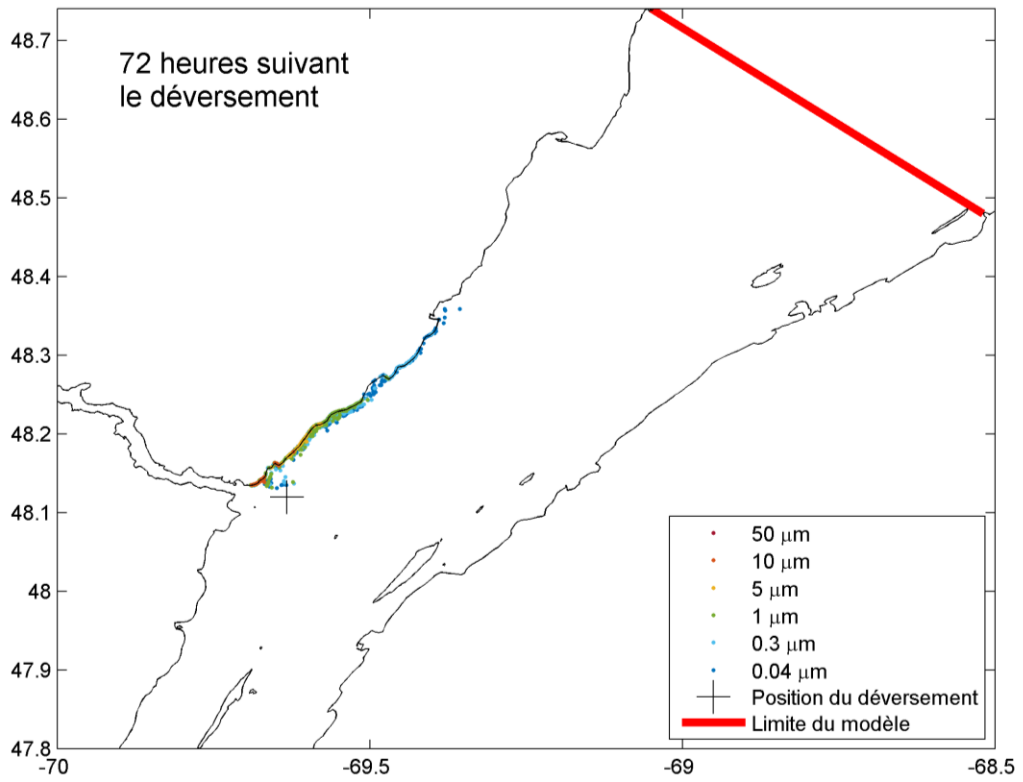 72 heures suivant
le déversement
48.7
48.6
48.5
48.4
48.3
48.2
48.1
48
47.9
47.8
-70
-69.5
-69
-68.5
50 μm
10 μm
5 μm
1 μm
0.3 μm
0.04 μm
Position du déversement
Limite du modèle